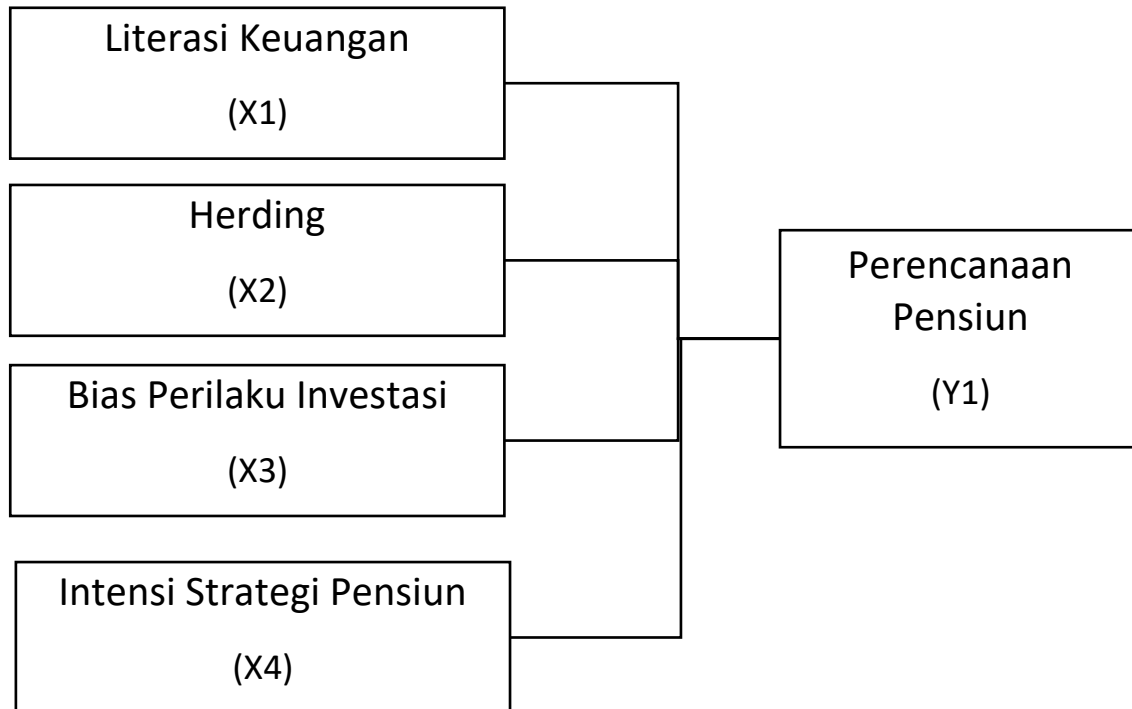 Literasi Keuangan
(X1)
Herding
(X2)
Bias Perilaku Investasi
(X3)
Intensi Strategi Pensiun
(X4)
Perencanaan
Pensiun
(Y1)